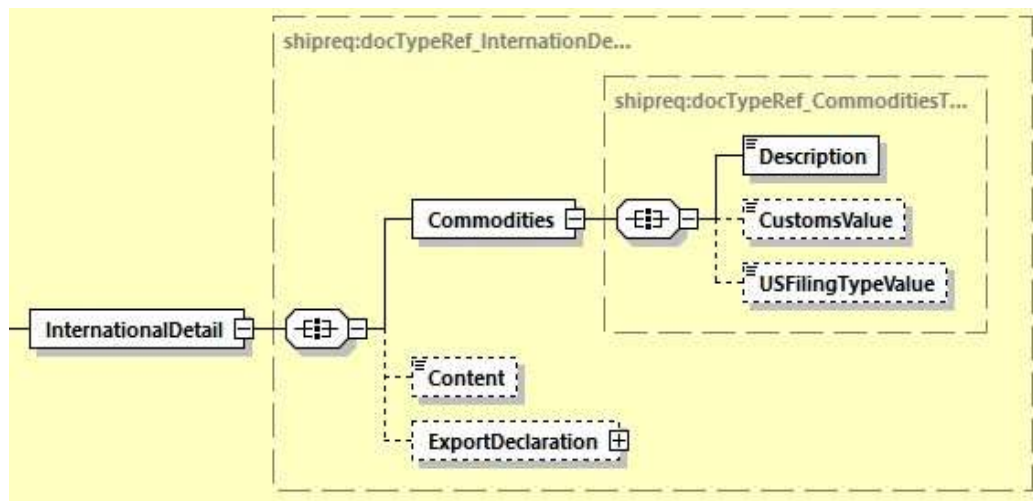 shipreq:docTypeRef_InternationDe...
shipreq:docTypeRef_CommoditiesT...
Description
Commodities
CustomsValue
USFilingTypeValue
InternationalDetail
Content
ExportDeclaration